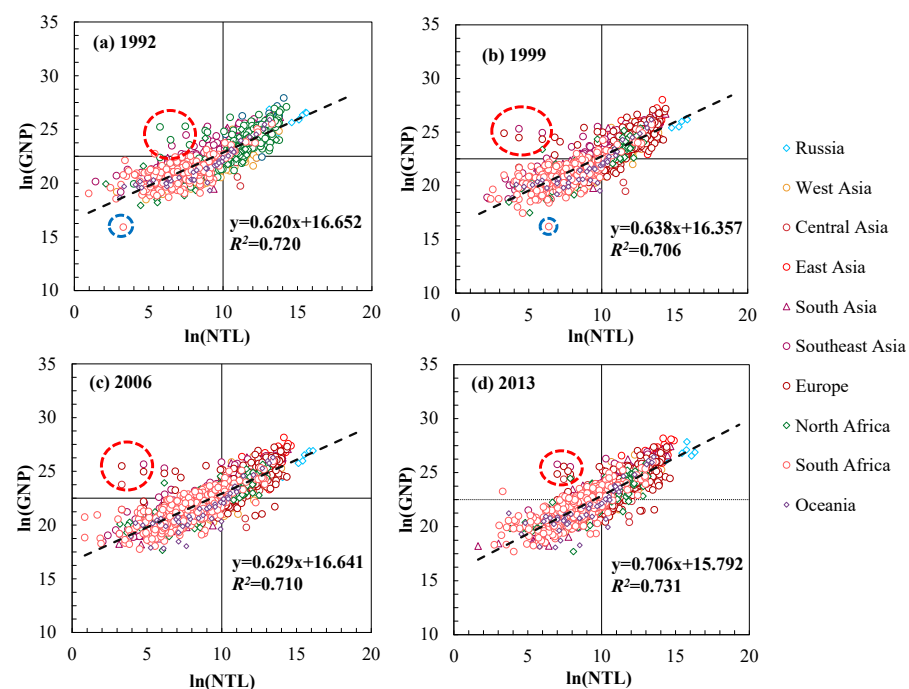 35
30
25
20
15
10
ln(GNP)
(a) 1992
y=0.620x+16.652
R²=0.720
0 5 10 15 20
ln(NTL)
35
30
25
20
15
10
ln(GNP)
(b) 1999
y=0.638x+16.357
R²=0.706
0 5 10 15 20
ln(NTL)
35
30
25
20
15
10
ln(GNP)
(c) 2006
y=0.629x+16.641
R²=0.710
0 5 10 15 20
ln(NTL)
35
30
25
20
15
10
ln(GNP)
(d) 2013
y=0.706x+15.792
R²=0.731
0 5 10 15 20
ln(NTL)
Russia
West Asia
Central Asia
East Asia
South Asia
Southeast Asia
Europe
North Africa
South Africa
Oceania